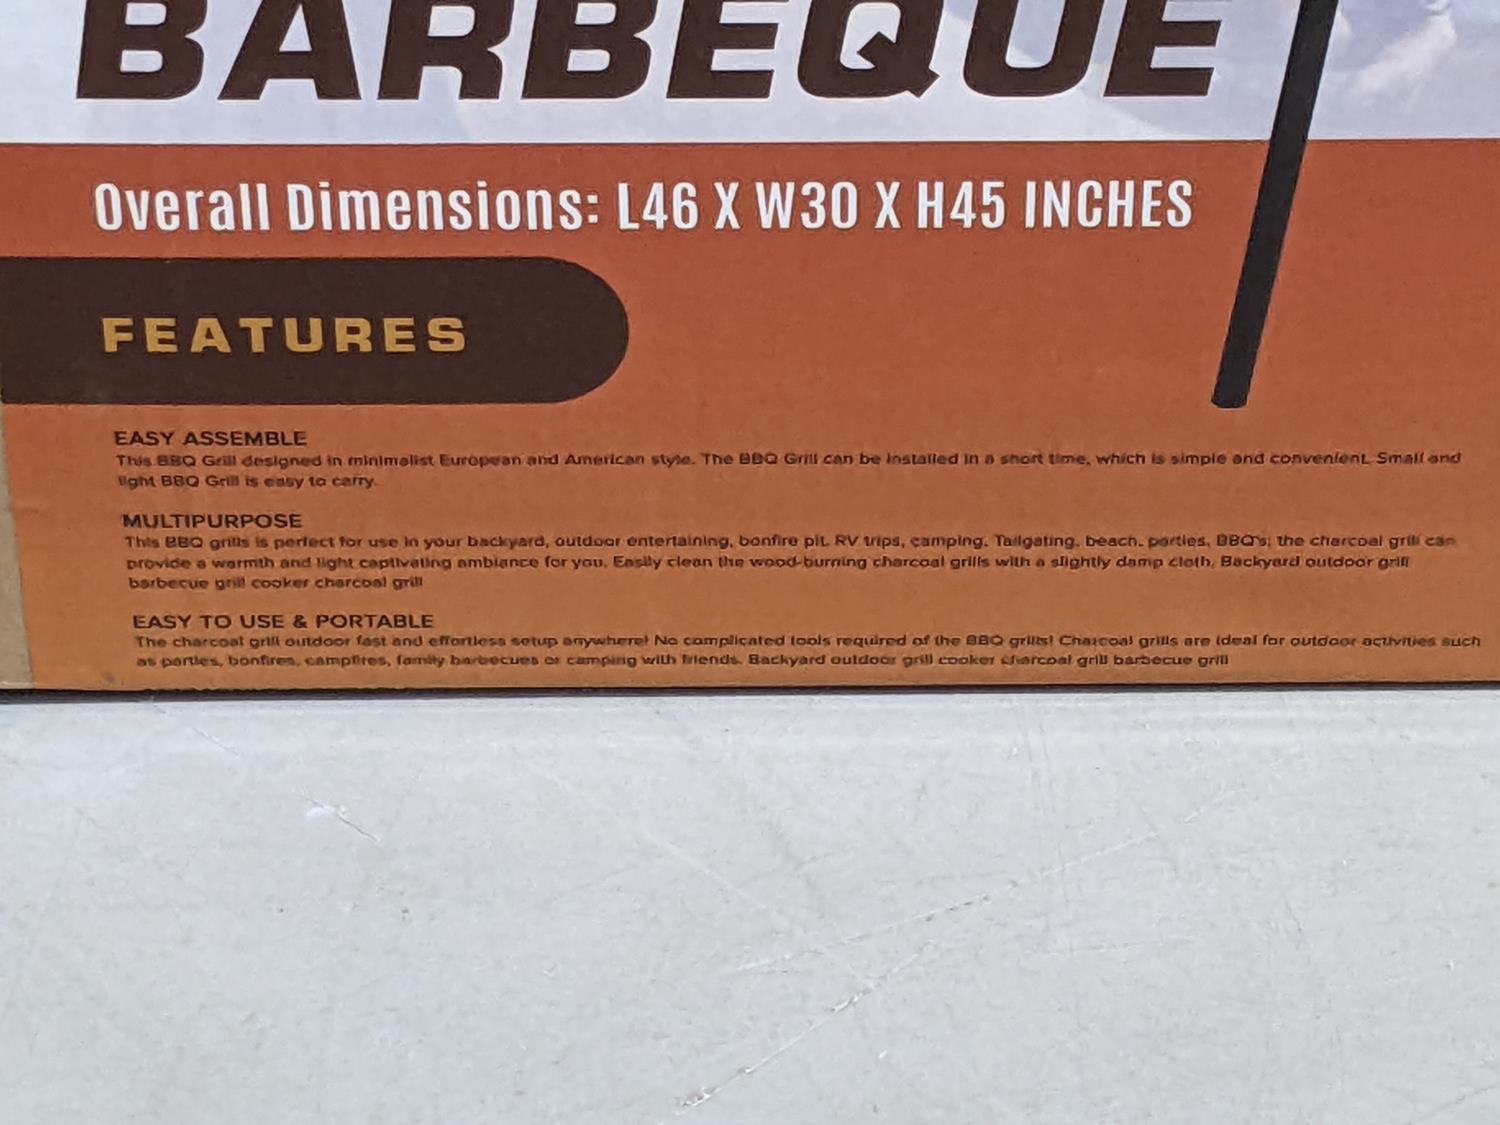 BARBEQUE
Overall Dimensions: L46 X W30 X H45 INCHES
FEATURES
EASY ASSEMBLE
This BBQ Grill designed in minimalist European and American style. The BBQ Grill can be installed in a short time, which is simple and convenient. Small and
light BBQ Grill is easy to carry.
MULTIPURPOSE
This BBQ grills is perfect for use in your backyard, outdoor entertaining, bonfire pit, RV trips, camping, Tailgating, beach, parties, BBQ's; the charcoal grill can
provide a warmth and light captivating ambiance for you. Easily clean the wood-burning charcoal grills with a slightly damp cloth. Backyard outdoor grill
barbecue grill cooker charcoal grill
EASY TO USE & PORTABLE
The charcoal grill outdoor fast and effortless setup anywhere! No complicated tools required of the BBQ grills! Charcoal grills are ideal for outdoor activities such
as parties, bonfires, campfires, family barbecues or camping with friends. Backyard outdoor grill cooker charcoal grill barbecue grill